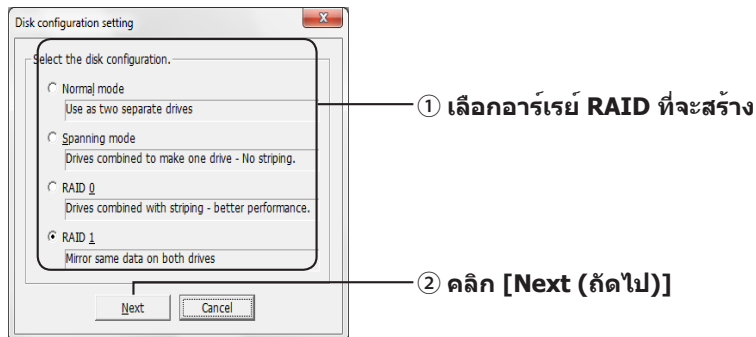 Disk configuration setting
Select the disk configuration.
Normal mode
Use as two separate drives
Spanning mode
Drives combined to make one drive - No striping.
RAID 0
Drives combined with striping - better performance.
RAID 1
Mirror same data on both drives
Next
Cancel
① เลือกอาร์เรย์ RAID ที่จะสร้าง
② คลิก [Next (ถัดไป)]